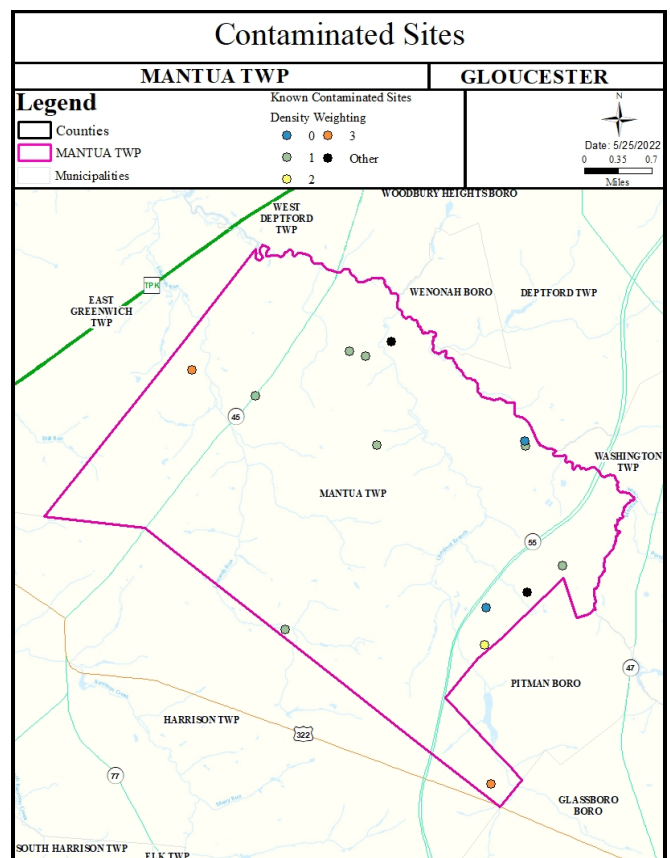 Contaminated Sites
MANTUA TWP
GLOUCESTER
Legend
Counties
MANTUA TWP
Municipalities
Known Contaminated Sites
Density Weighting
0
3
1
Other
2
N
Date: 5/25/2022
0 0.35 0.7
Miles
WOODBURY HEIGHTS BORO
WEST
DEPTFORD
TWP
TPK
WENONAH BORO
DEPTFORD TWP
EAST
GREENWICH
TWP
45
WASHINGTON
TWP
MANTUA TWP
55
47
PITMAN BORO
HARRISON TWP
322
77
GLASSBORO
BORO
SOUTH HARRISON TWP
ELK TWP